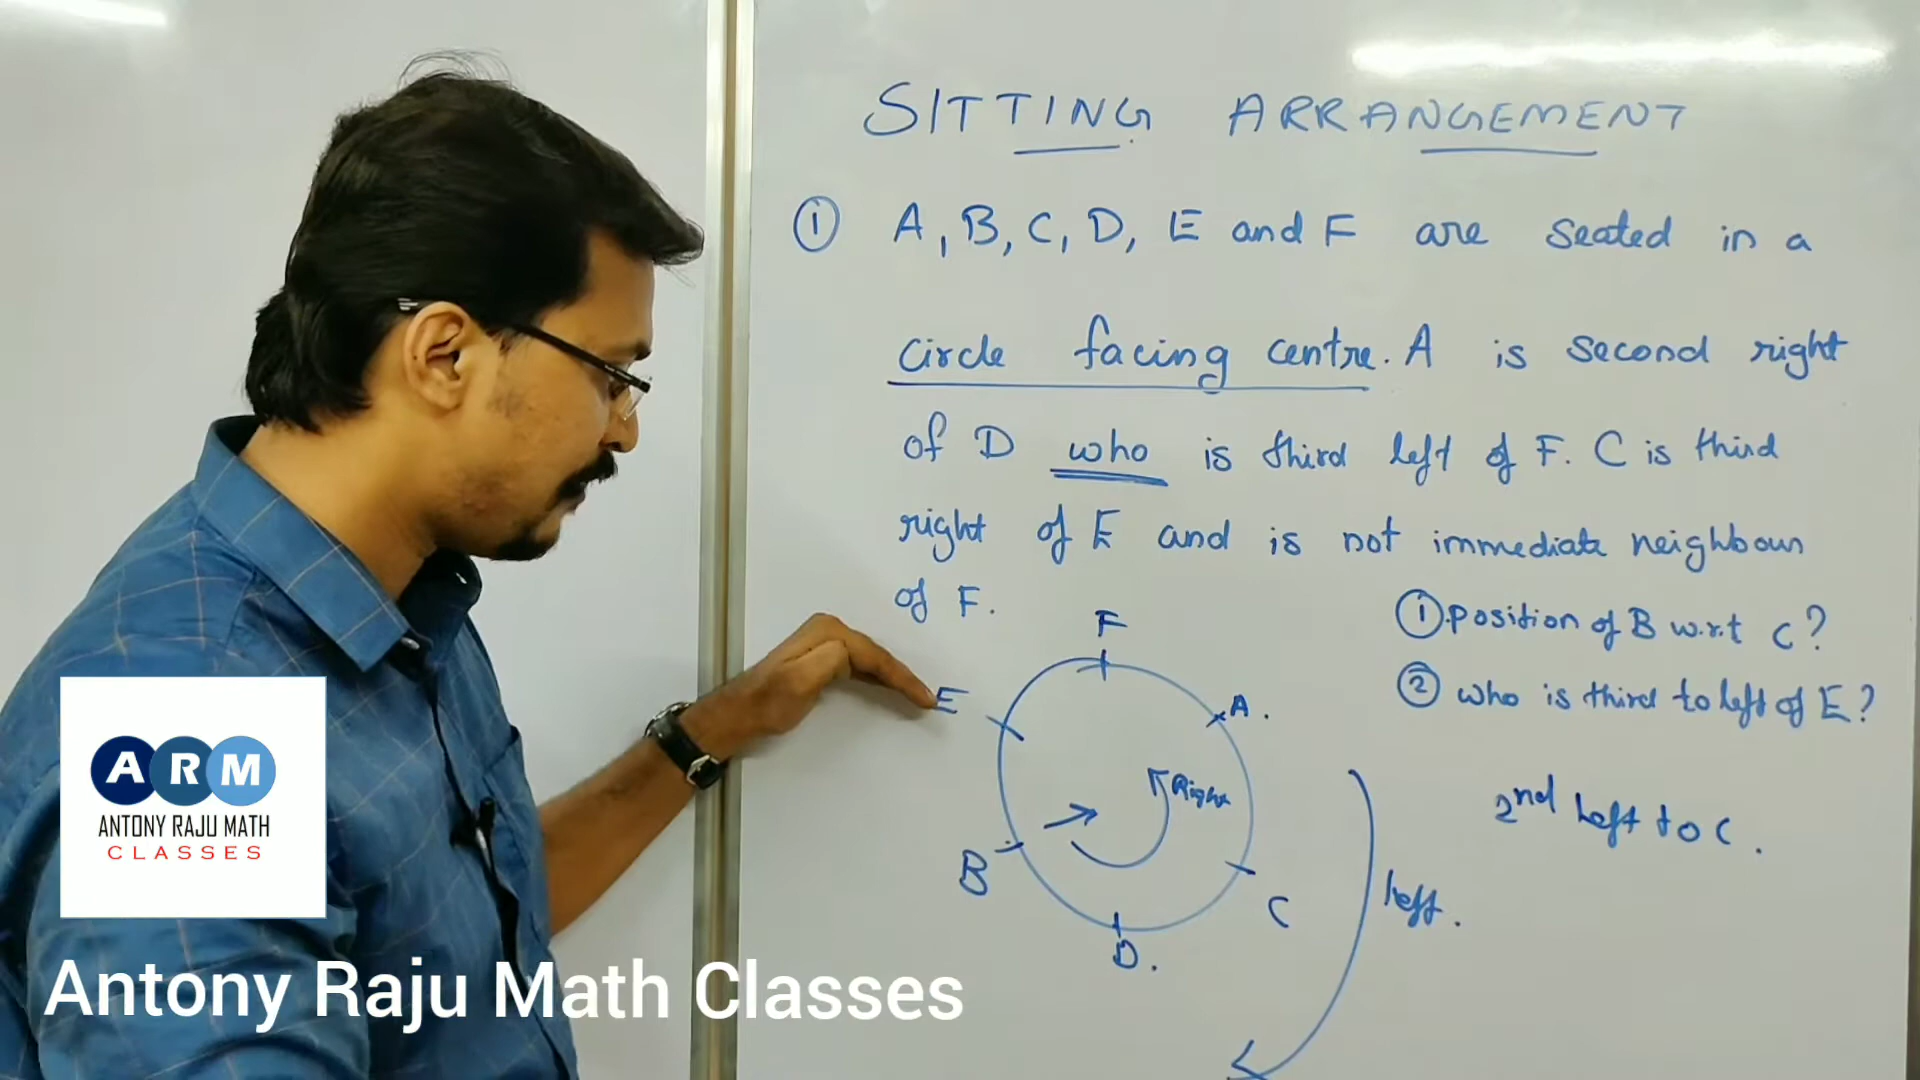 SITTING ARRANGEMENT
① A, B, C, D, E and F are seated in a
circle facing centre. A is second right
of D who is third left of F. C is third
right of E and is not immediate neighbour
of F.
① Position of B w.r.t C?
② who is third to left of E?
F
E
A.
Right
2nd left to C.
B
C
left.
D.
ARM
ANTONY RAJU MATH
CLASSES
Antony Raju Math Classes